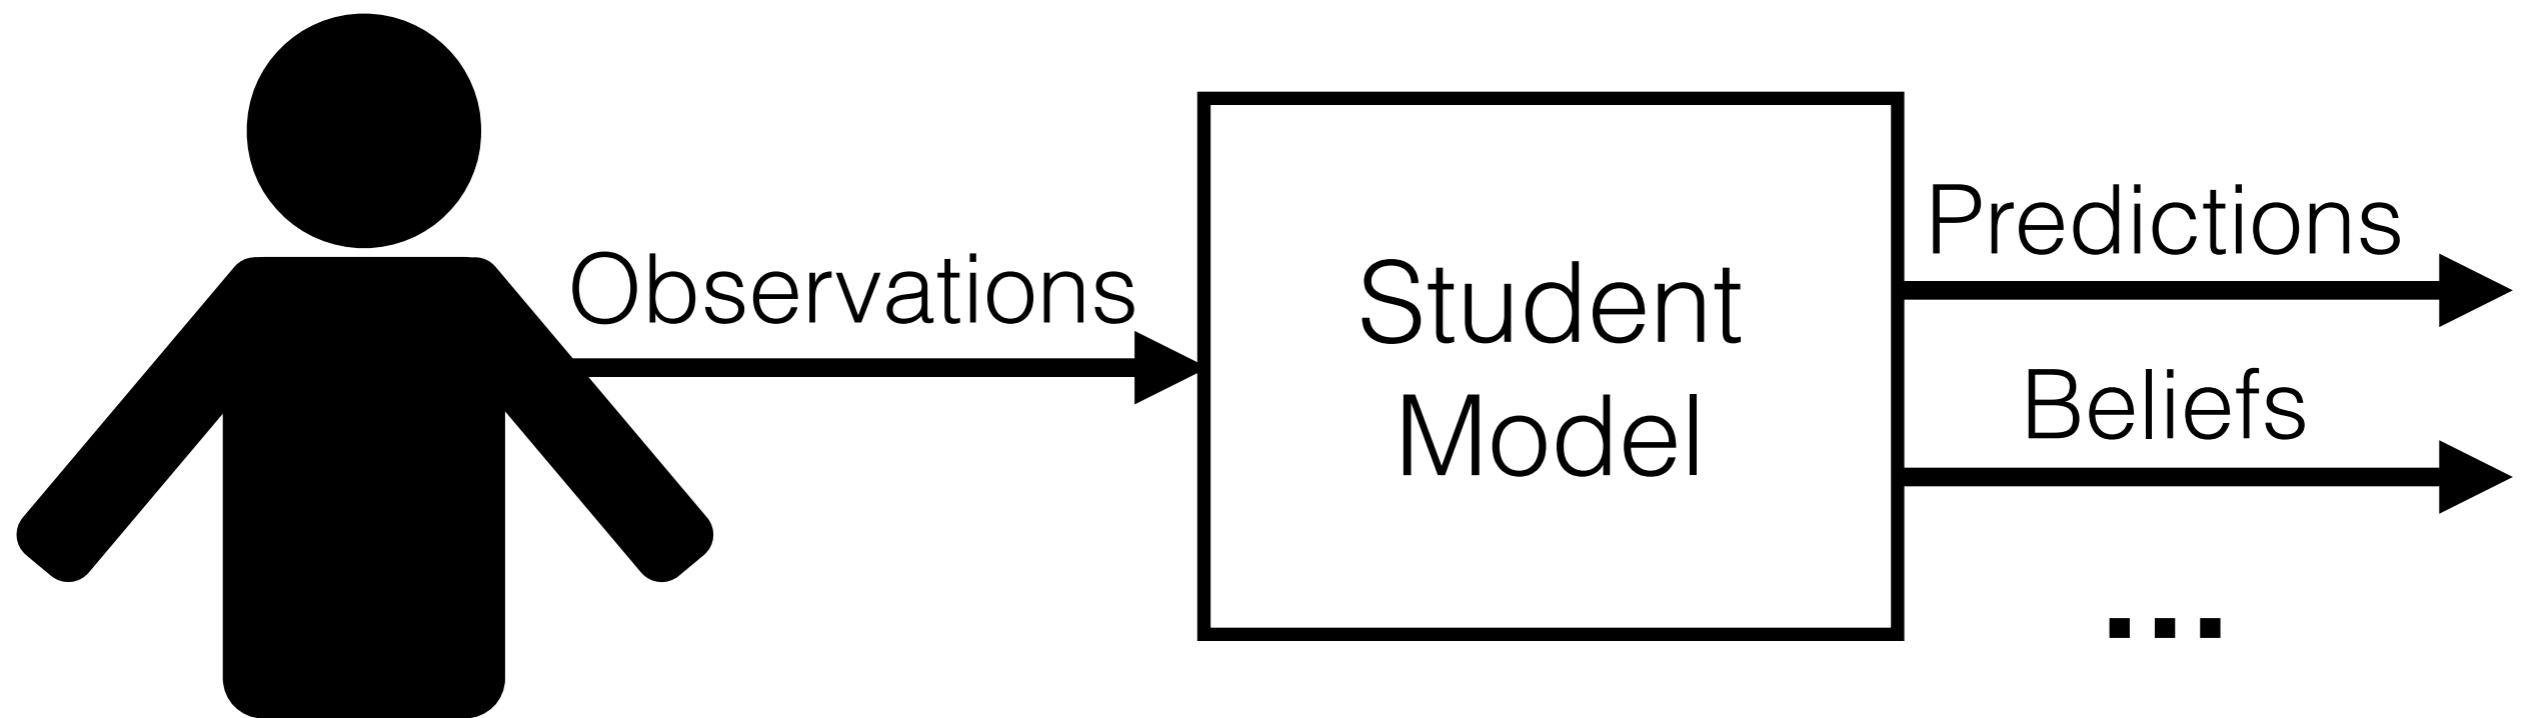 Observations
Student
Model
Predictions
Beliefs
...